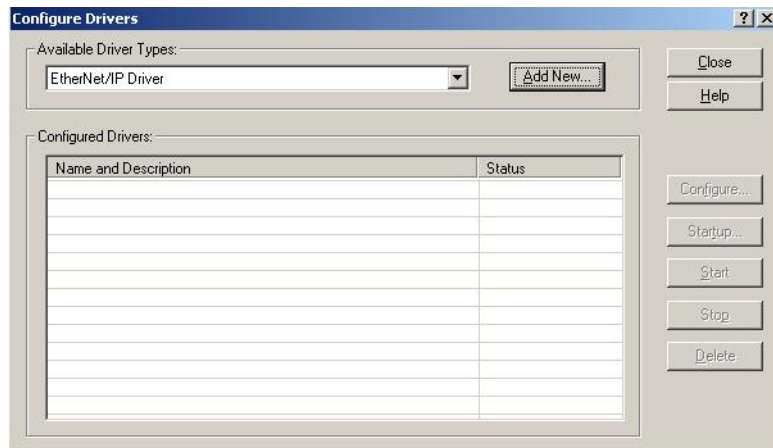 Configure Drivers
Available Driver Types:
EtherNet/IP Driver
Add New...
Close
Help
Configured Drivers:
Name and Description
Status
Configure...
Startup...
Start
Stop
Delete